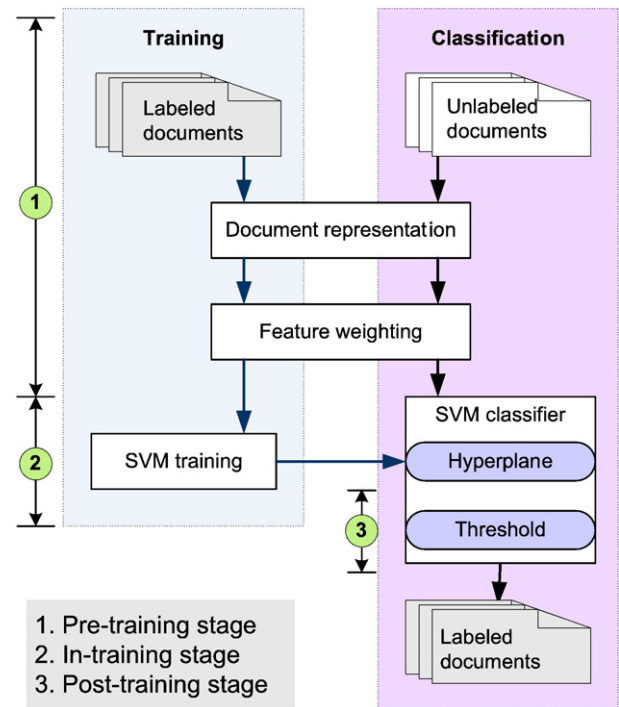 Training
Classification
Labeled
documents
Unlabeled
documents
1
Document representation
Feature weighting
SVM classifier
SVM training
Hyperplane
2
3
Threshold
1. Pre-training stage
2. In-training stage
3. Post-training stage
Labeled
documents